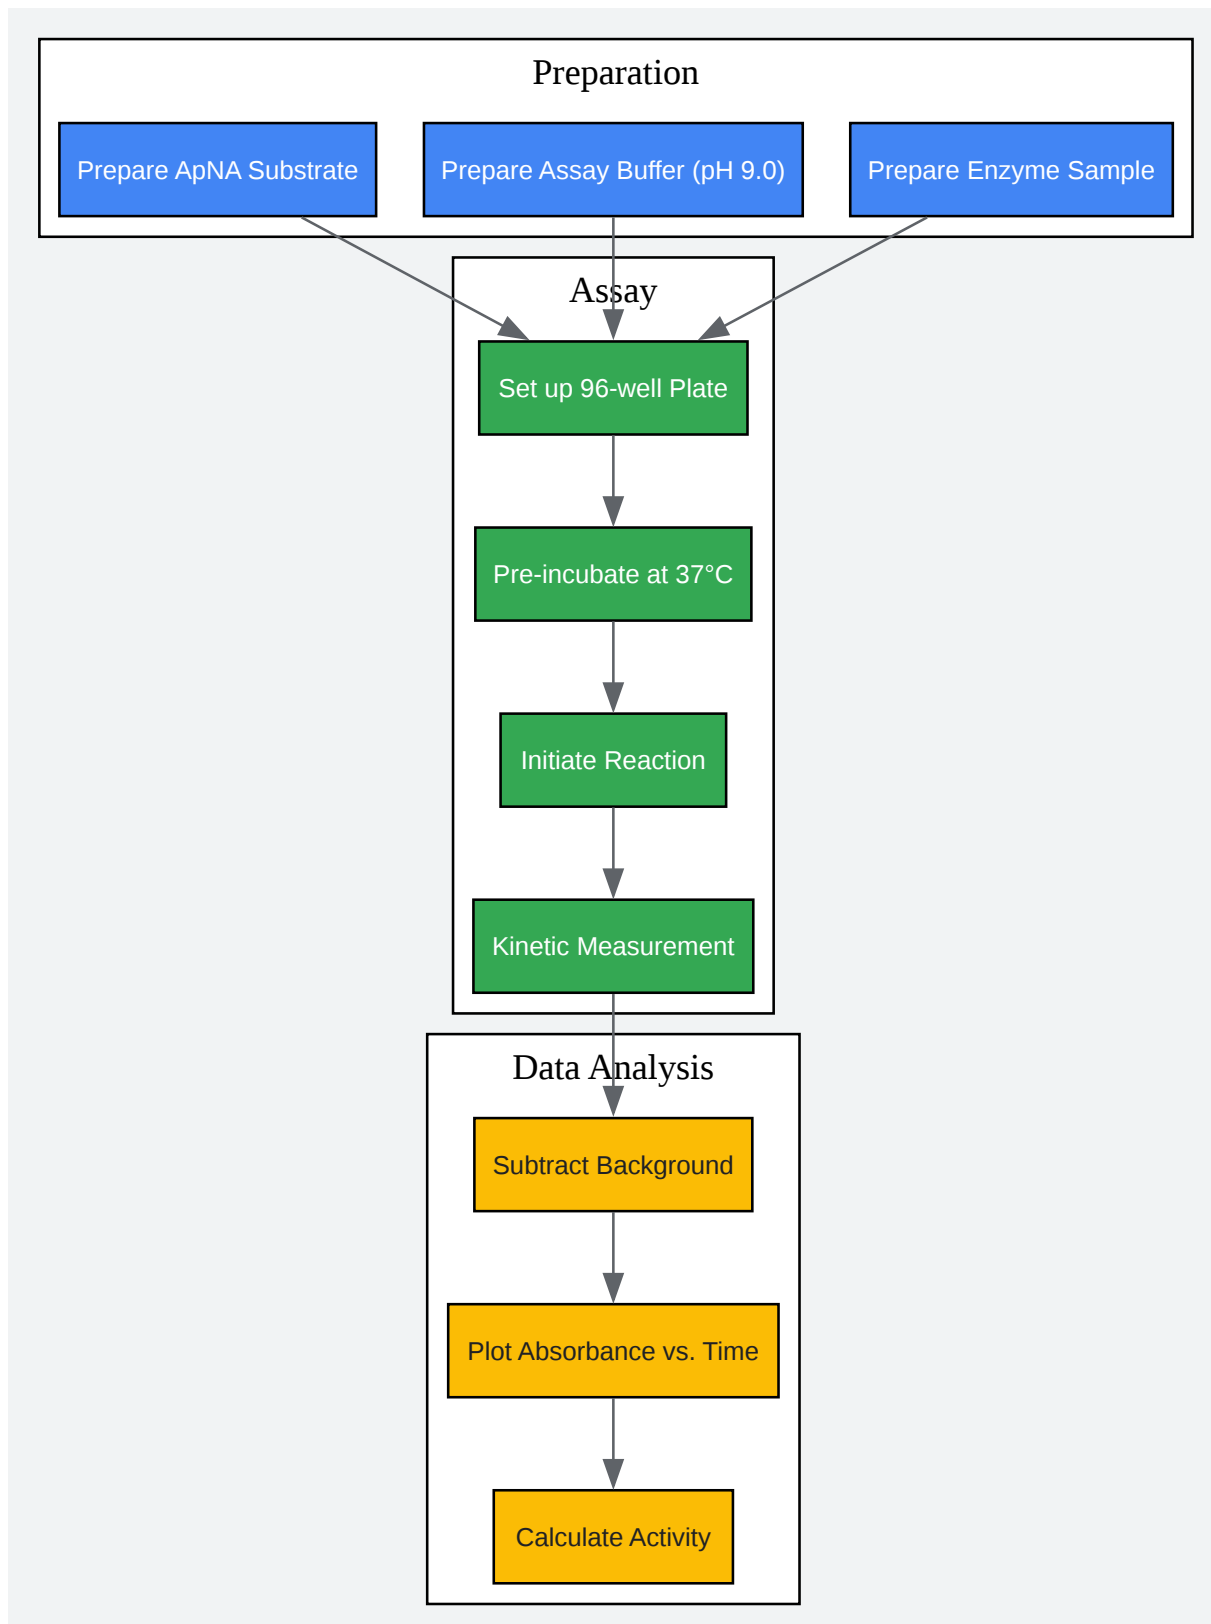 Preparation
Prepare ApNA Substrate
Prepare Assay Buffer (pH 9.0)
Prepare Enzyme Sample
Assay
Set up 96-well Plate
Pre-incubate at 37°C
Initiate Reaction
Kinetic Measurement
Data Analysis
Subtract Background
Plot Absorbance vs. Time
Calculate Activity